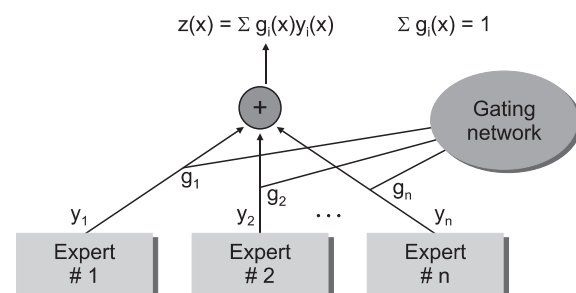 z(x) = Σ gᵢ(x)yᵢ(x)     Σ gᵢ(x) = 1
+
Gating
network
g₁
g₂
gₙ
y₁
y₂
...
yₙ
Expert
# 1
Expert
# 2
Expert
# n